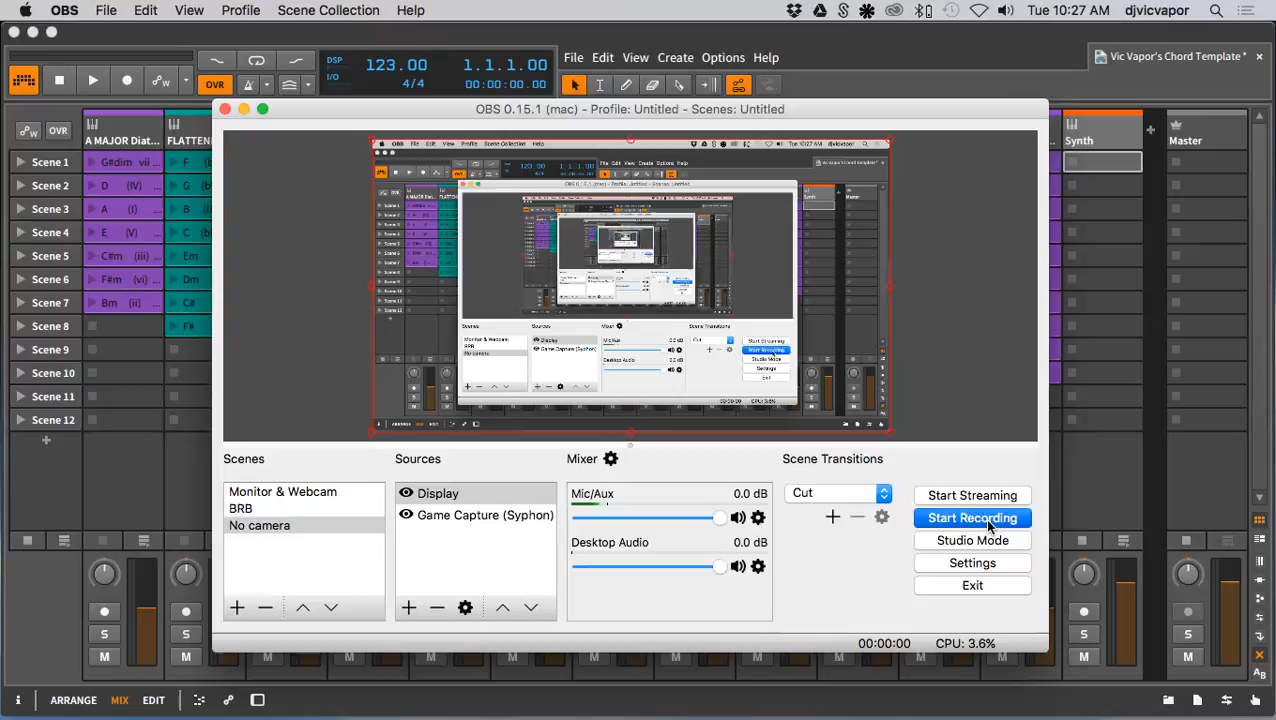 OBS File Edit View Profile Scene Collection Help Tue 10:27 AM djvicvapor
OVR
DSP
I/O
123.00
4/4
1.1.1.00
00:00:00.00
File Edit View Create Options Help
Vic Vapor's Chord Template *
OVR
A MAJOR Diat...
FLATTEN
Synth
Master
Scene 1 G#dim vii ... F (b
Scene 2 D (IV) G (b
Scene 3 A (I) B (b
Scene 4 E (V) C (b
Scene 5 C#m (iii) Em
Scene 6 F#m (vi) Dm
Scene 7 Bm (ii) C#
Scene 8 F#
Scene 9
Scene 10
Scene 11
Scene 12
OBS 0.15.1 (mac) - Profile: Untitled - Scenes: Untitled
Scenes
Monitor & Webcam
BRB
No camera
Sources
Display
Game Capture (Syphon)
Mixer
Mic/Aux 0.0 dB
Desktop Audio 0.0 dB
Scene Transitions
Cut
Start Streaming
Start Recording
Studio Mode
Settings
Exit
00:00:00 CPU: 3.6%
S
M
S
M
S
M
S
M
ARRANGE MIX EDIT